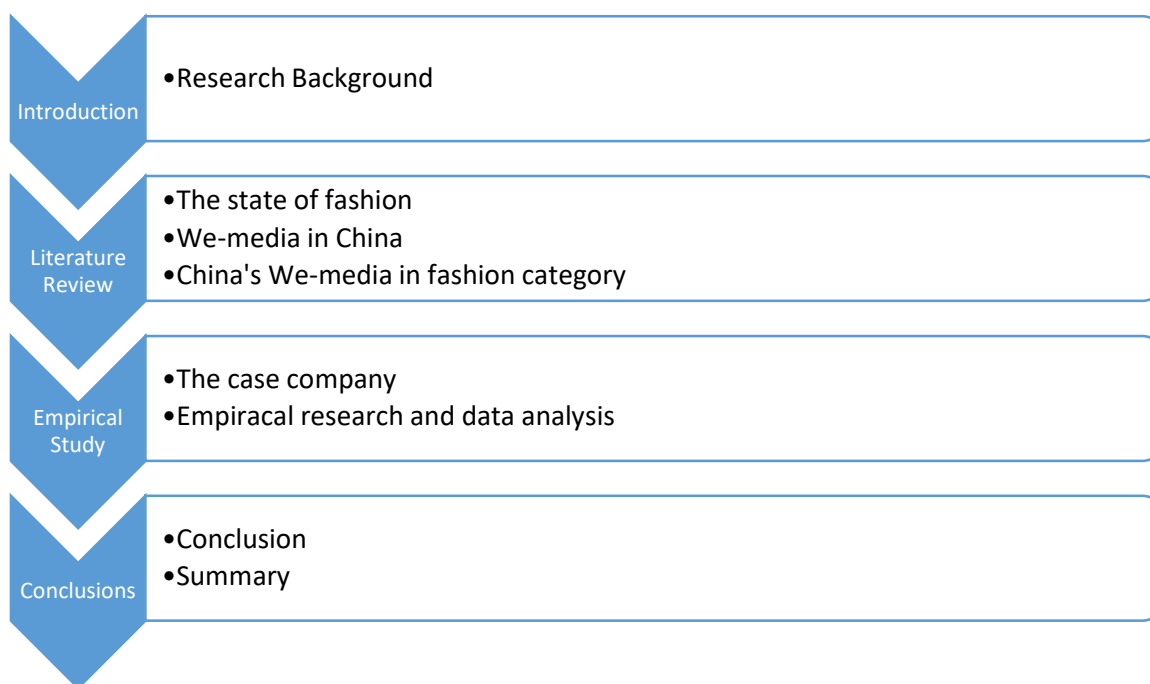 Introduction
•Research Background
Literature
Review
•The state of fashion
•We-media in China
•China's We-media in fashion category
Empirical
Study
•The case company
•Empiracal research and data analysis
Conclusions
•Conclusion
•Summary